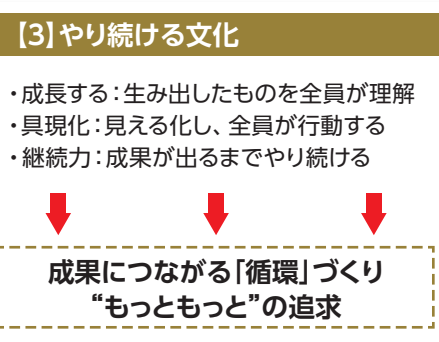 【3】やり続ける文化
・成長する：生み出したものを全員が理解
・具現化：見える化し、全員が行動する
・継続力：成果が出るまでやり続ける
成果につながる「循環」づくり
“もっともっと”の追求